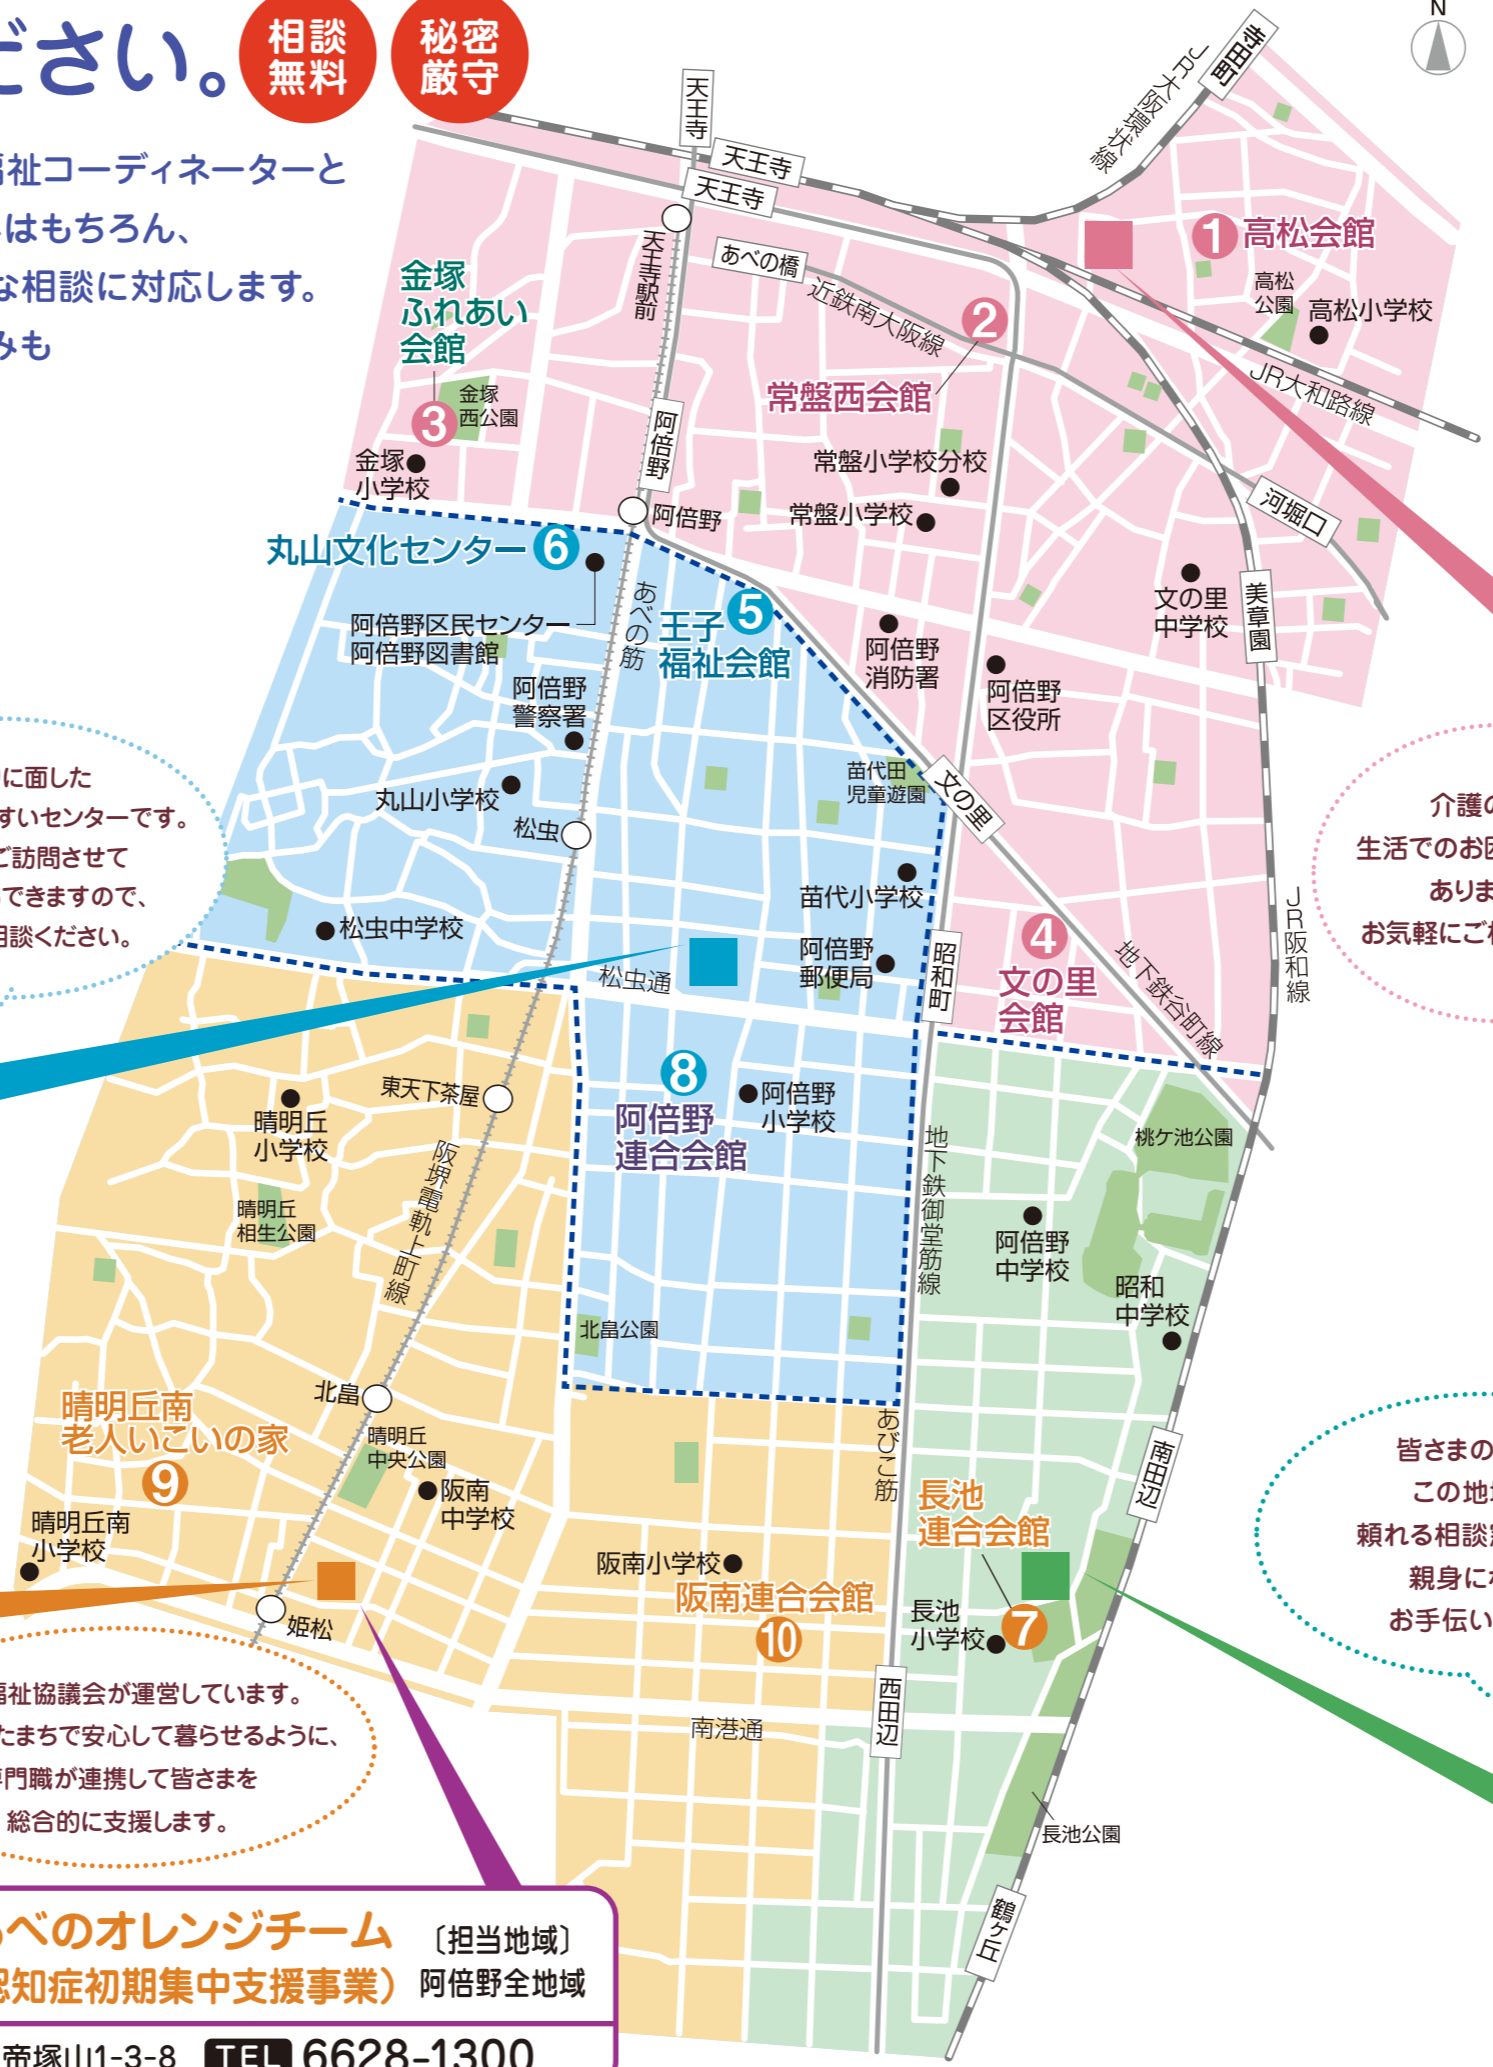 ださい。
相談
無料
秘密
厳守
福祉コーディネーターと
はもちろん、
な相談に対応します。
みも
N
寺田町
JR大阪環状線
天王寺
天王寺
天王寺
天王寺駅前
あべの橋
近鉄南大阪線
1 高松会館
高松
公園
高松小学校
JR大和路線
金塚
ふれあい
会館
3
金塚
西公園
金塚
小学校
2
常盤西会館
阿倍野
阿倍野
常盤小学校分校
常盤小学校
河堀口
丸山文化センター 6
阿倍野区民センター
阿倍野図書館
あべの筋
王子 5
福祉会館
阿倍野
消防署
阿倍野
区役所
文の里
中学校
美章園
阿倍野
警察署
丸山小学校
松虫
苗代田
児童遊園
文の里
苗代小学校
に面した
すいセンターです。
ご訪問させて
できますので、
相談ください。
介護の
生活でのお困
ありま
お気軽にご相
松虫中学校
松虫通
阿倍野
郵便局
昭和町
4
文の里
会館
地下鉄谷町線
JR阪和線
東天下茶屋
8
阿倍野
連合会館
阿倍野
小学校
晴明丘
小学校
阪堺電軌上町線
地下鉄御堂筋線
桃ケ池公園
晴明丘
相生公園
阿倍野
中学校
昭和
中学校
北畠公園
北畠
晴明丘南
老人いこいの家
9
晴明丘
中央公園
阪南
中学校
晴明丘南
小学校
姫松
あびこ筋
長池
連合会館
南田辺
皆さまの
この地域
頼れる相談窓
親身にな
お手伝い
阪南小学校
阪南連合会館
10
長池
小学校
7
西田辺
南港通
長池公園
鶴ケ丘
福祉協議会が運営しています。
たまちで安心して暮らせるように、
専門職が連携して皆さまを
総合的に支援します。
あべのオレンジチーム
〔担当地域〕
認知症初期集中支援事業）
阿倍野全地域
帝塚山1-3-8
TEL 6628-1300